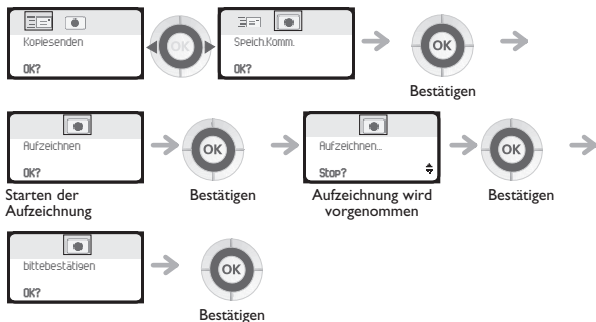 Kopiesenden
OK?
OK
Speich.Komm.
OK?
OK
Bestätigen
Aufzeichnen
OK?
Starten der
Aufzeichnung
OK
Bestätigen
Aufzeichnen...
Stop?
Aufzeichnung wird
vorgenommen
OK
Bestätigen
bittebestätigen
OK?
OK
Bestätigen